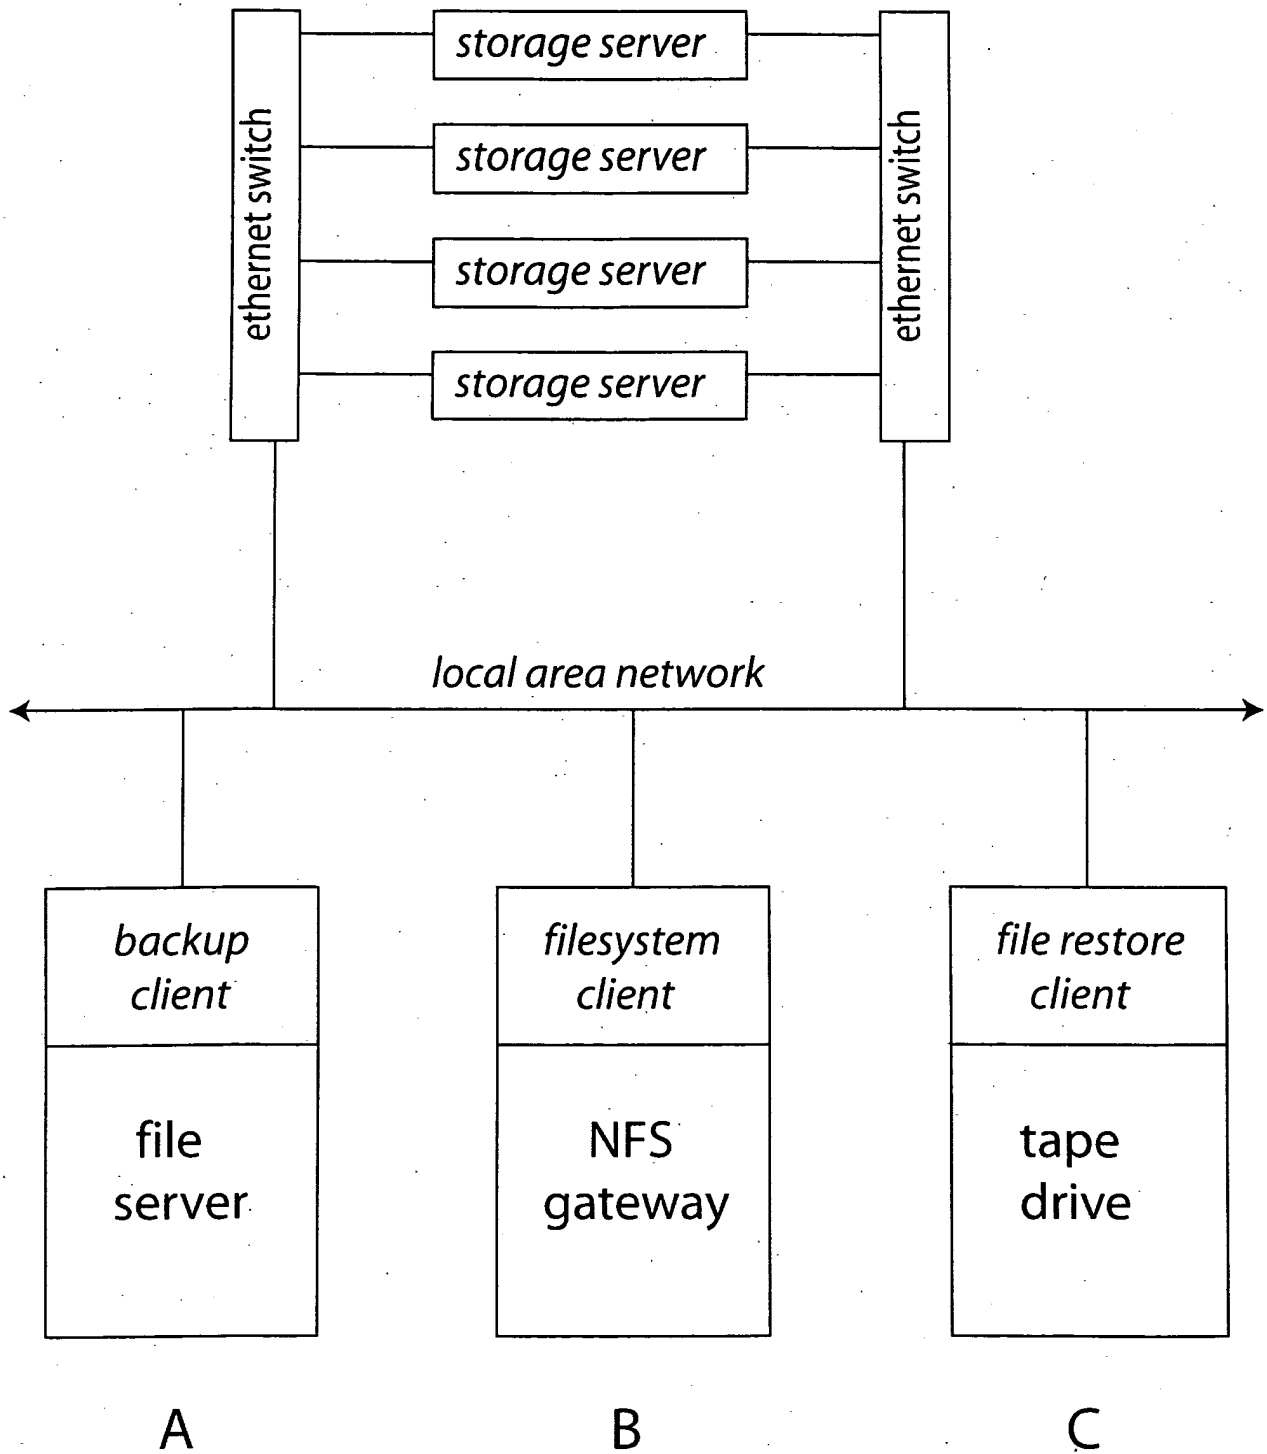 storage server
storage server
storage server
storage server
ethernet switch
ethernet switch
local area network
backup
client
file
server
filesystem
client
NFS
gateway
file restore
client
tape
drive
A
B
C